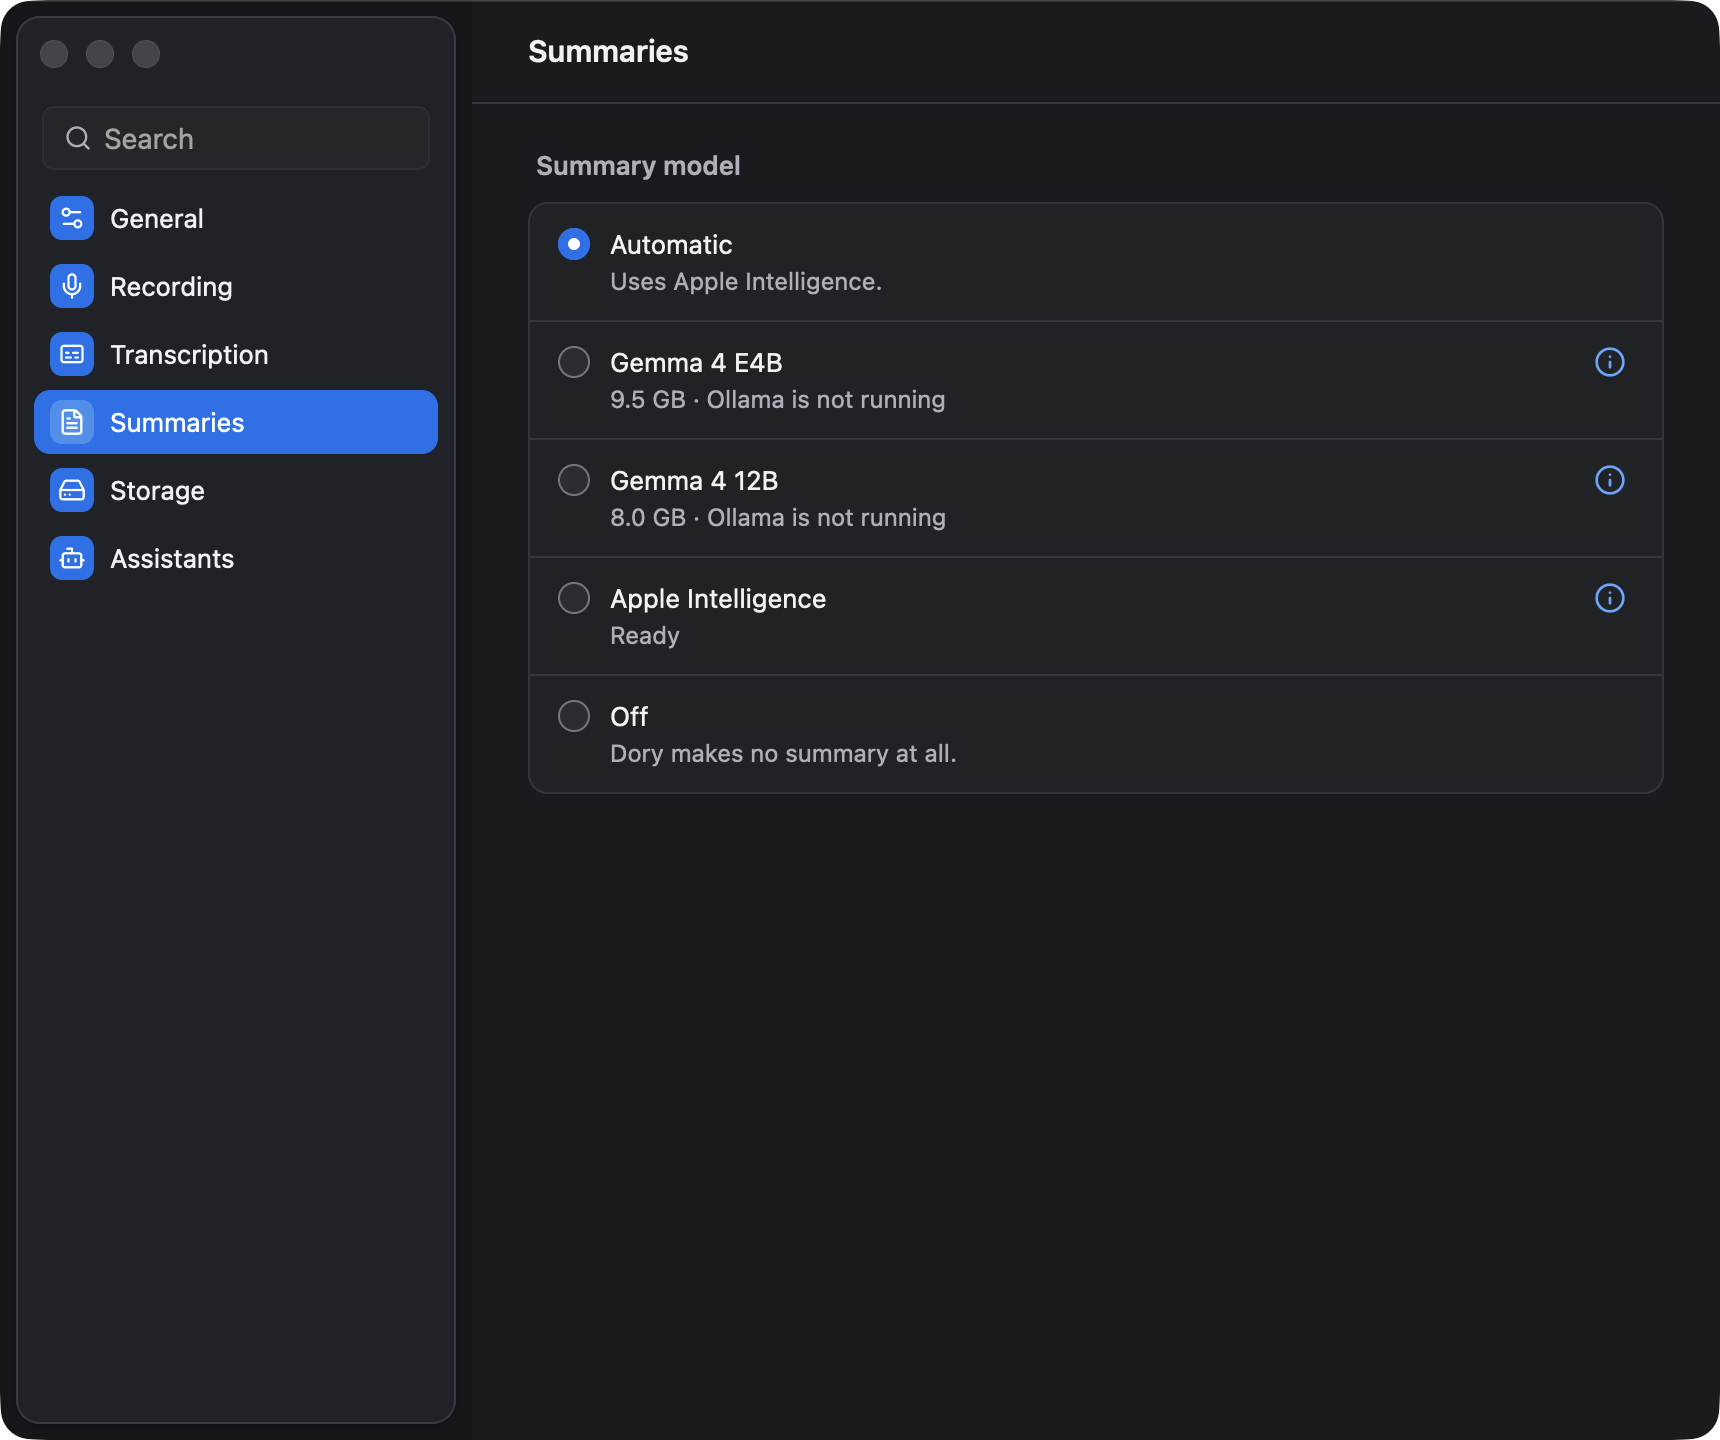 Search
General
Recording
Transcription
Summaries
Storage
Assistants
Summaries
Summary model
Automatic
Uses Apple Intelligence.
Gemma 4 E4B
9.5 GB · Ollama is not running
Gemma 4 12B
8.0 GB · Ollama is not running
Apple Intelligence
Ready
Off
Dory makes no summary at all.